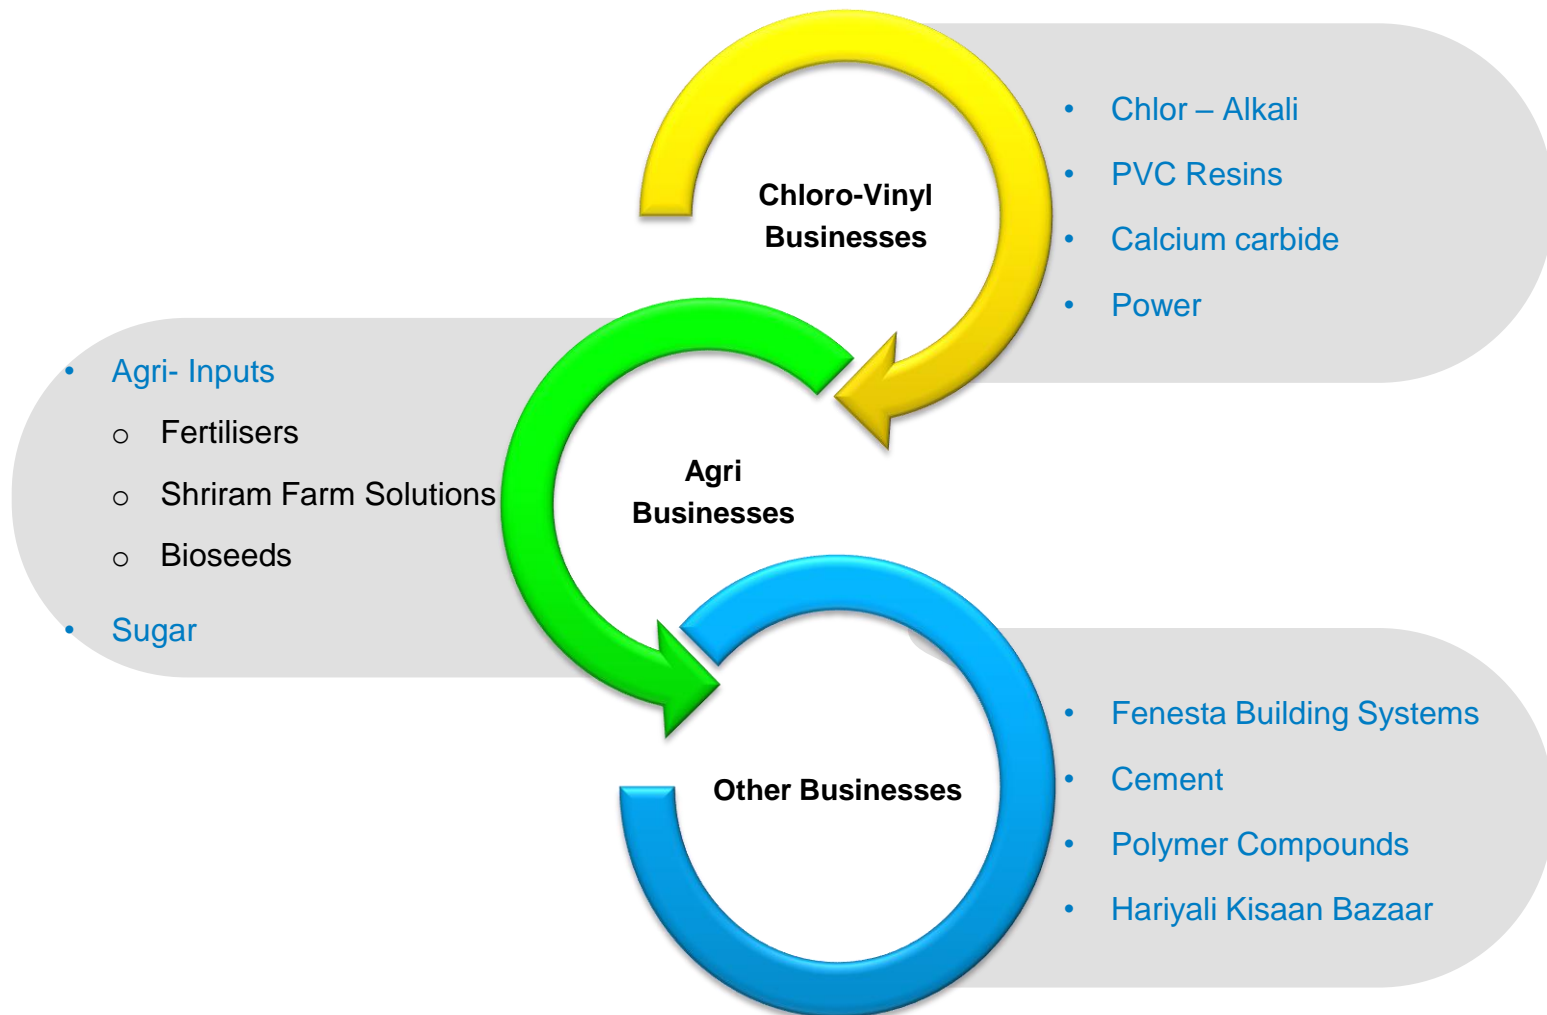 Chloro-Vinyl
Businesses
• Chlor – Alkali
• PVC Resins
• Calcium carbide
• Power
Agri
Businesses
• Agri- Inputs
o Fertilisers
o Shriram Farm Solutions
o Bioseeds
• Sugar
Other Businesses
• Fenesta Building Systems
• Cement
• Polymer Compounds
• Hariyali Kisaan Bazaar